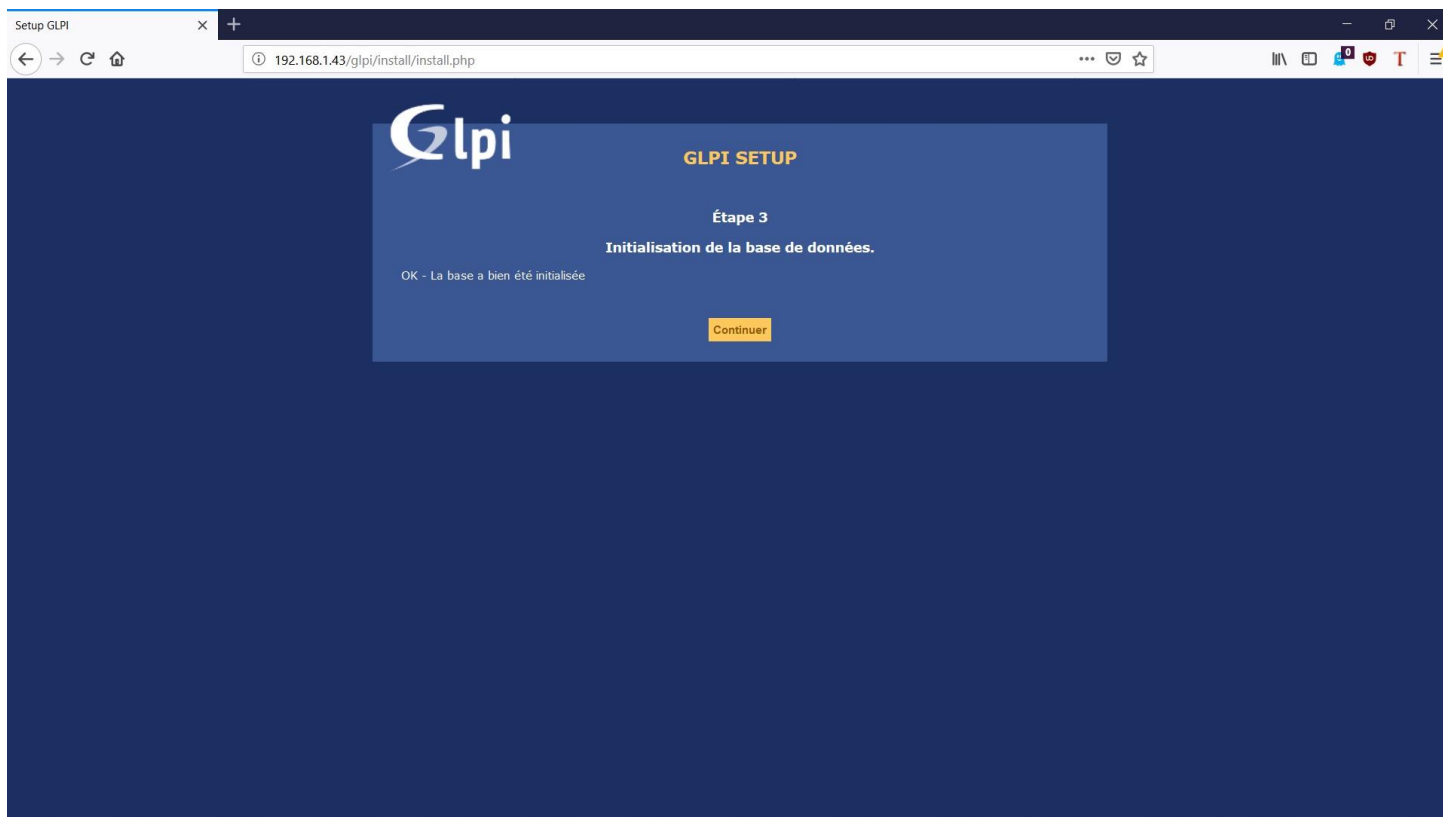 Setup GLPI
192.168.1.43/glpi/install/install.php
0
T
Glpi
GLPI SETUP
Étape 3
Initialisation de la base de données.
OK - La base a bien été initialisée
Continuer